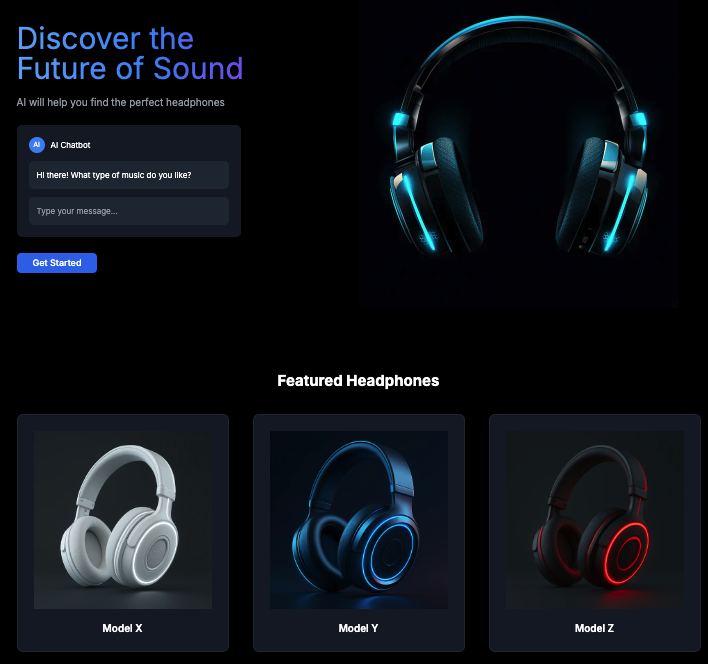 Discover the
Future of Sound
AI will help you find the perfect headphones
AI AI Chatbot
Hi there! What type of music do you like?
Type your message...
Get Started
Featured Headphones
Model X
Model Y
Model Z